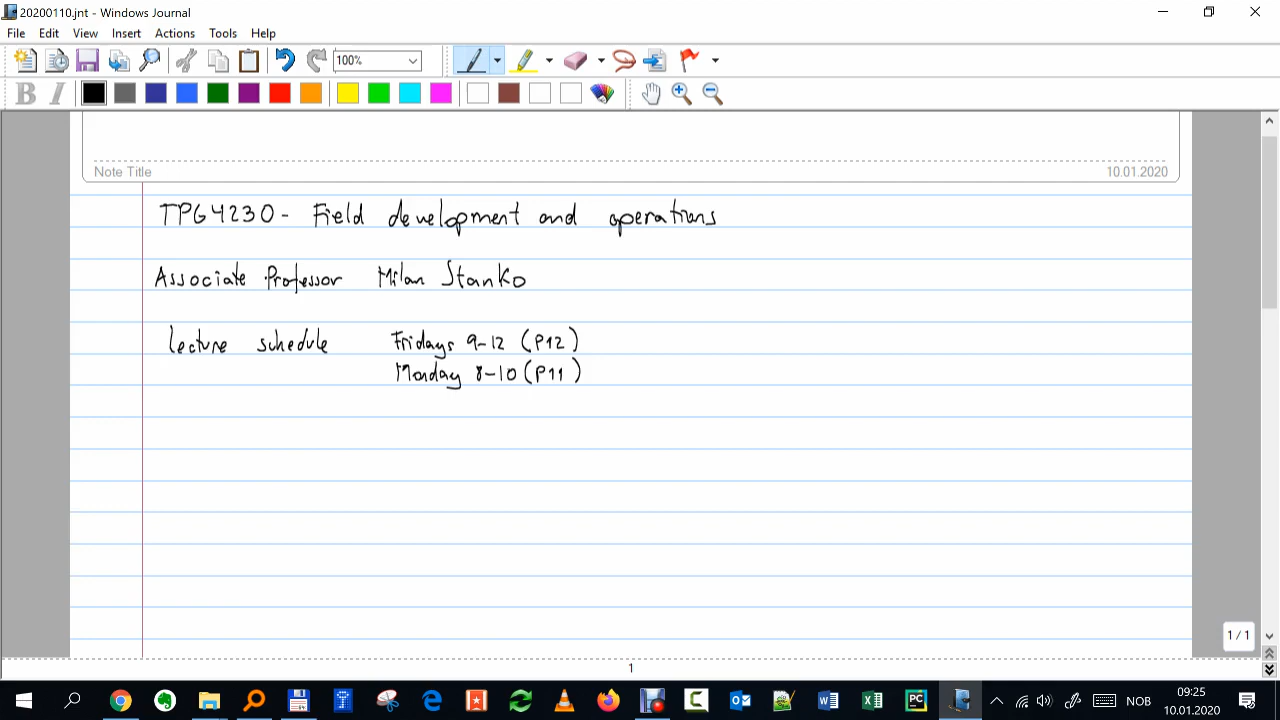 20200110.jnt - Windows Journal
File Edit View Insert Actions Tools Help
100%
B I
Note Title 10.01.2020
TPG4230 - Field development and operations
Associate Professor Milan Stanko
Lecture schedule Fridays 9-12 (P12)
Monday 8-10 (P11)
1 / 1
1
NOB 09:25
10.01.2020